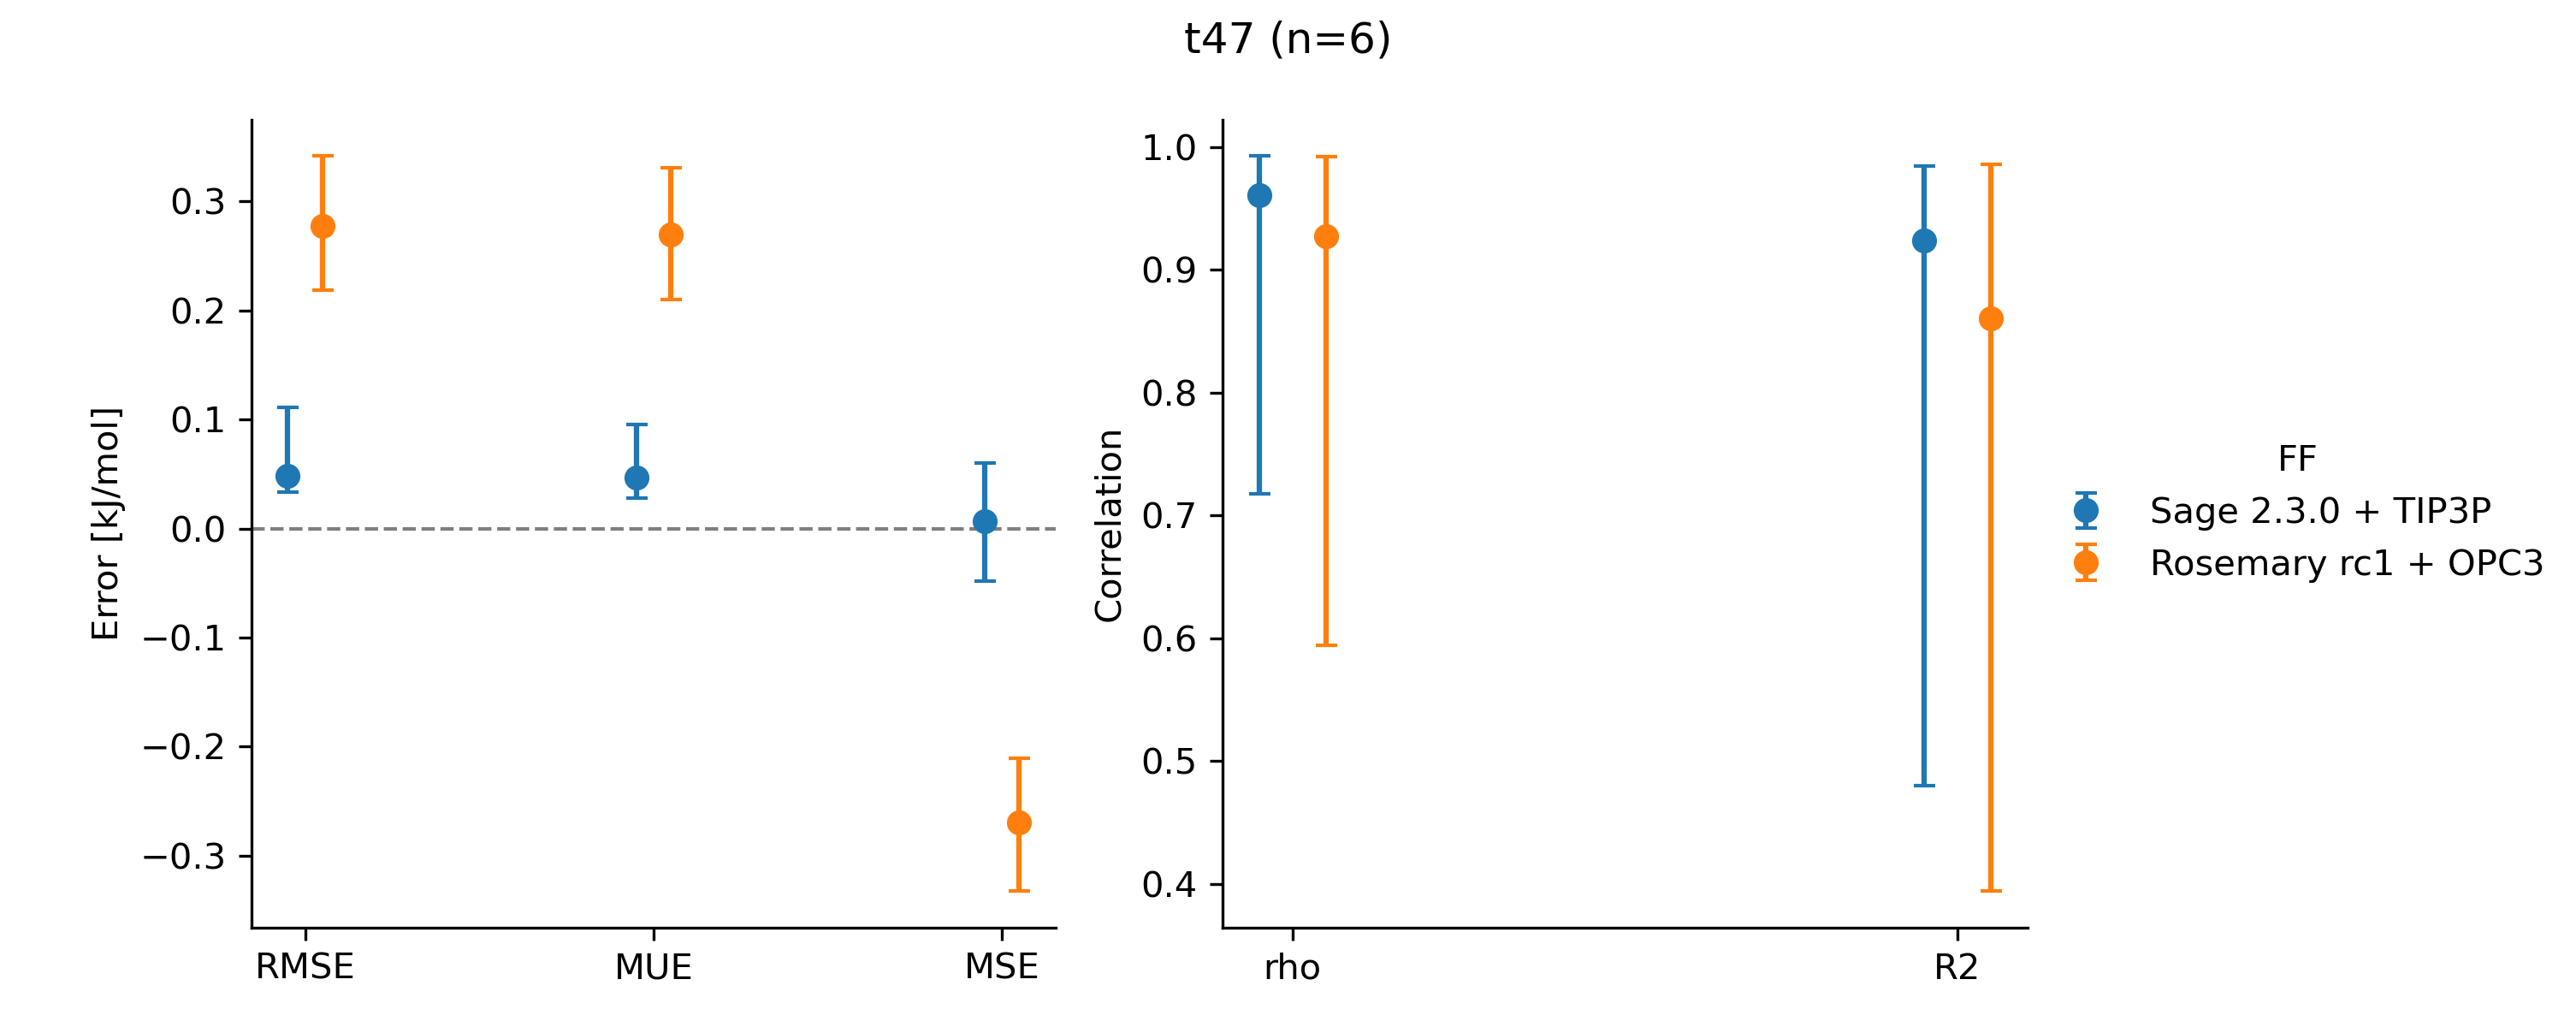 t47 (n=6)
Error [kJ/mol]
0.3
0.2
0.1
0.0
−0.1
−0.2
−0.3
RMSE
MUE
MSE
Correlation
1.0
0.9
0.8
0.7
0.6
0.5
0.4
rho
R2
FF
Sage 2.3.0 + TIP3P
Rosemary rc1 + OPC3